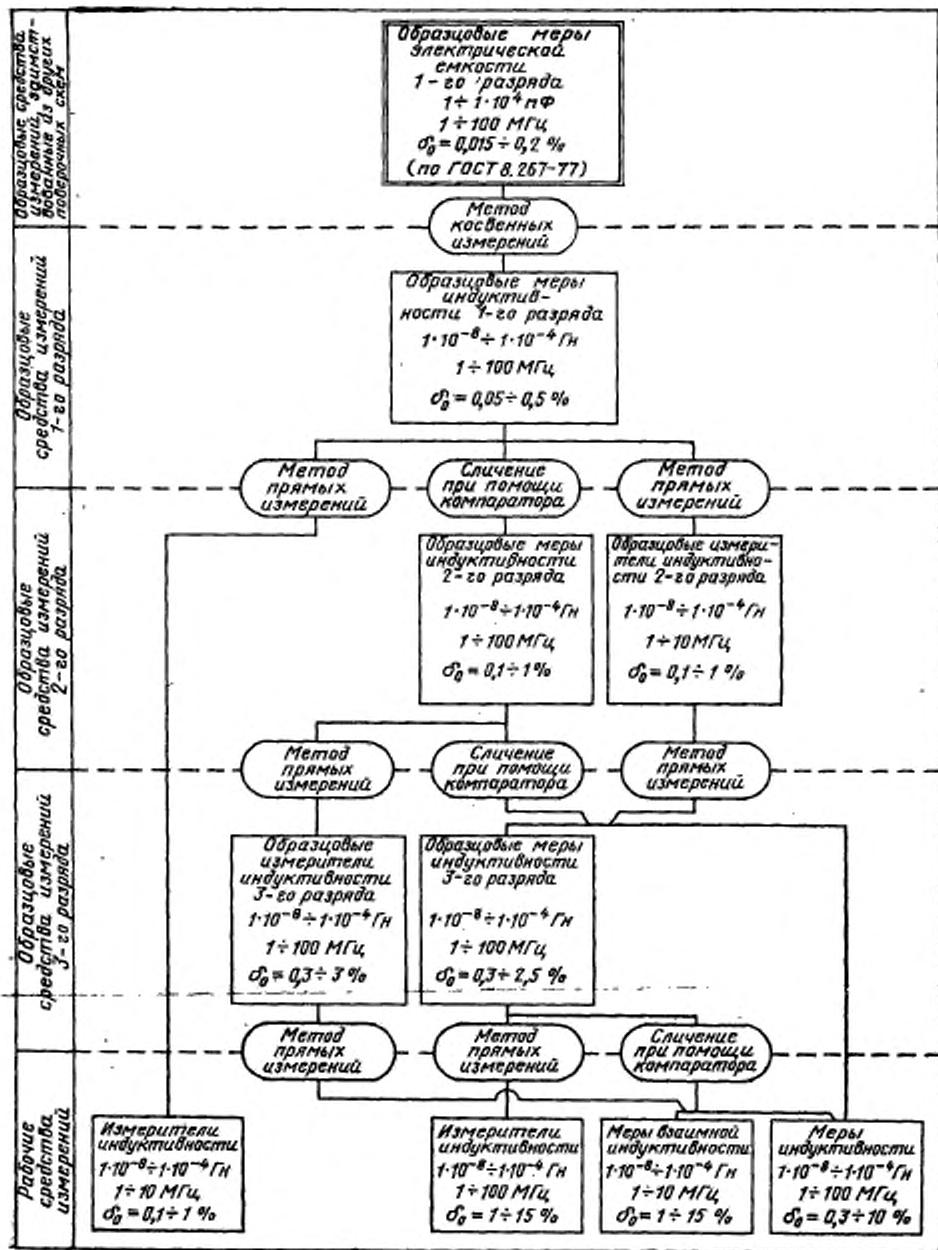 Образцовые средства
измерений, заимст-
вованные из других
поверочных схем
Образцовые меры
электрической
емкости
1-го разряда
1÷1·10⁴ пФ
1÷100 МГц
δ₀ = 0,015÷0,2 %
(по ГОСТ 8.267-77)
Метод
косвенных
измерений
Образцовые
средства измерений
1-го разряда
Образцовые меры
индуктив-
ности 1-го разряда
1·10⁻⁸÷1·10⁻⁴ Гн
1÷100 МГц
δ₀ = 0,05÷0,5 %
Метод
прямых
измерений
Сличение
при помощи
компаратора
Метод
прямых
измерений
Образцовые
средства измерений
2-го разряда
Образцовые меры
индуктивности
2-го разряда
1·10⁻⁸÷1·10⁻⁴ Гн
1÷100 МГц
δ₀ = 0,1÷1 %
Образцовые измери-
тели индуктивно-
сти 2-го разряда
1·10⁻⁸÷1·10⁻⁴ Гн
1÷10 МГц
δ₀ = 0,1÷1 %
Метод
прямых
измерений
Сличение
при помощи
компаратора
Метод
прямых
измерений
Образцовые
средства измерений
3-го разряда
Образцовые
измерители
индуктивности
3-го разряда
1·10⁻⁸÷1·10⁻⁴ Гн
1÷100 МГц
δ₀ = 0,3÷3 %
Образцовые меры
индуктивности
3-го разряда
1·10⁻⁸÷1·10⁻⁴ Гн
1÷100 МГц
δ₀ = 0,3÷2,5 %
Метод
прямых
измерений
Метод
прямых
измерений
Сличение
при помощи
компаратора
Рабочие
средства
измерений
Измерители
индуктивности
1·10⁻⁸÷1·10⁻⁴ Гн
1÷10 МГц
δ₀ = 0,1÷1 %
Измерители
индуктивности
1·10⁻⁸÷1·10⁻⁴ Гн
1÷100 МГц
δ₀ = 1÷15 %
Меры взаимной
индуктивности
1·10⁻⁸÷1·10⁻⁴ Гн
1÷10 МГц
δ₀ = 1÷15 %
Меры
индуктивности
1·10⁻⁸÷1·10⁻⁴ Гн
1÷100 МГц
δ₀ = 0,3÷10 %